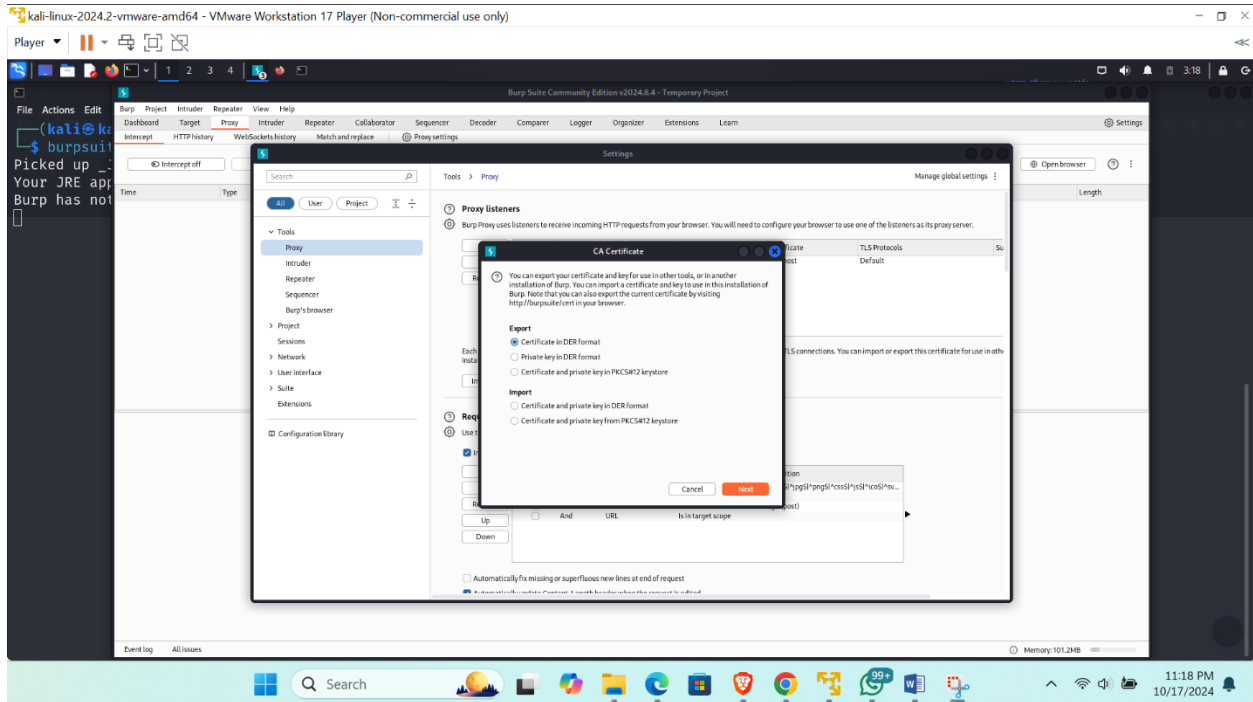 kali-linux-2024.2-vmware-amd64 - VMware Workstation 17 Player (Non-commercial use only)
Player
1 2 3 4
3:18
File Actions Edit
Burp Suite Community Edition v2024.8.4 - Temporary Project
Burp Project Intruder Repeater View Help
Dashboard Target Proxy Intruder Repeater Collaborator Sequencer Decoder Comparer Logger Organizer Extensions Learn
Settings
Intercept HTTP history WebSockets history Match and replace Proxy settings
(kali
$ burpsuit
Picked up
Your JRE app
Burp has not
Intercept off
Open browser
Time Type
Length
Settings
Search
All User Project
Tools
Proxy
Intruder
Repeater
Sequencer
Burp's browser
Project
Sessions
Network
User interface
Suite
Extensions
Configuration library
Tools > Proxy
Manage global settings
Proxy listeners
Burp Proxy uses listeners to receive incoming HTTP requests from your browser. You will need to configure your browser to use one of the listeners as its proxy server.
TLS Protocols
Default
Each
TLS connections. You can import or export this certificate for use in othe
insta
CA Certificate
You can export your certificate and key for use in other tools, or in another
installation of Burp. You can import a certificate and key to use in this installation of
Burp. Note that you can also export the current certificate by visiting
http://burpsuite/cert in your browser.
Export
Certificate in DER format
Private key in DER format
Certificate and private key in PKCS#12 keystore
Import
Certificate and private key in DER format
Certificate and private key from PKCS#12 keystore
Cancel Next
Requ
Use t
Up
Down
And URL Is in target scope
Automatically fix missing or superfluous new lines at end of request
Event log All issues
Memory: 101.2MB
Search
99+
11:18 PM
10/17/2024